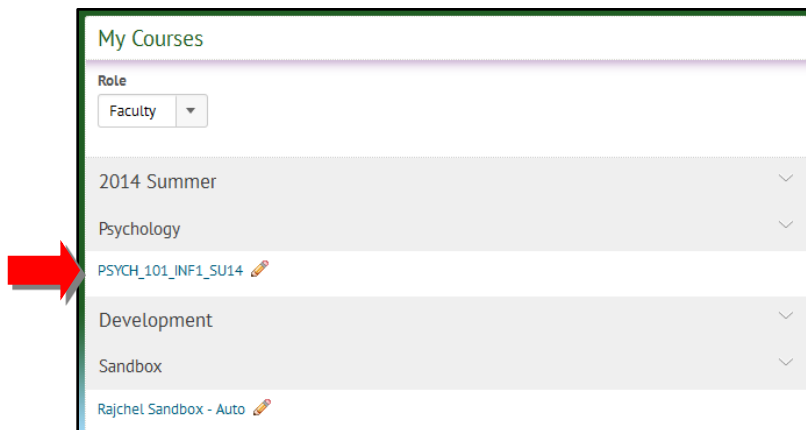 My Courses
Role
Faculty
2014 Summer
Psychology
PSYCH_101_INF1_SU14
Development
Sandbox
Rajchel Sandbox - Auto